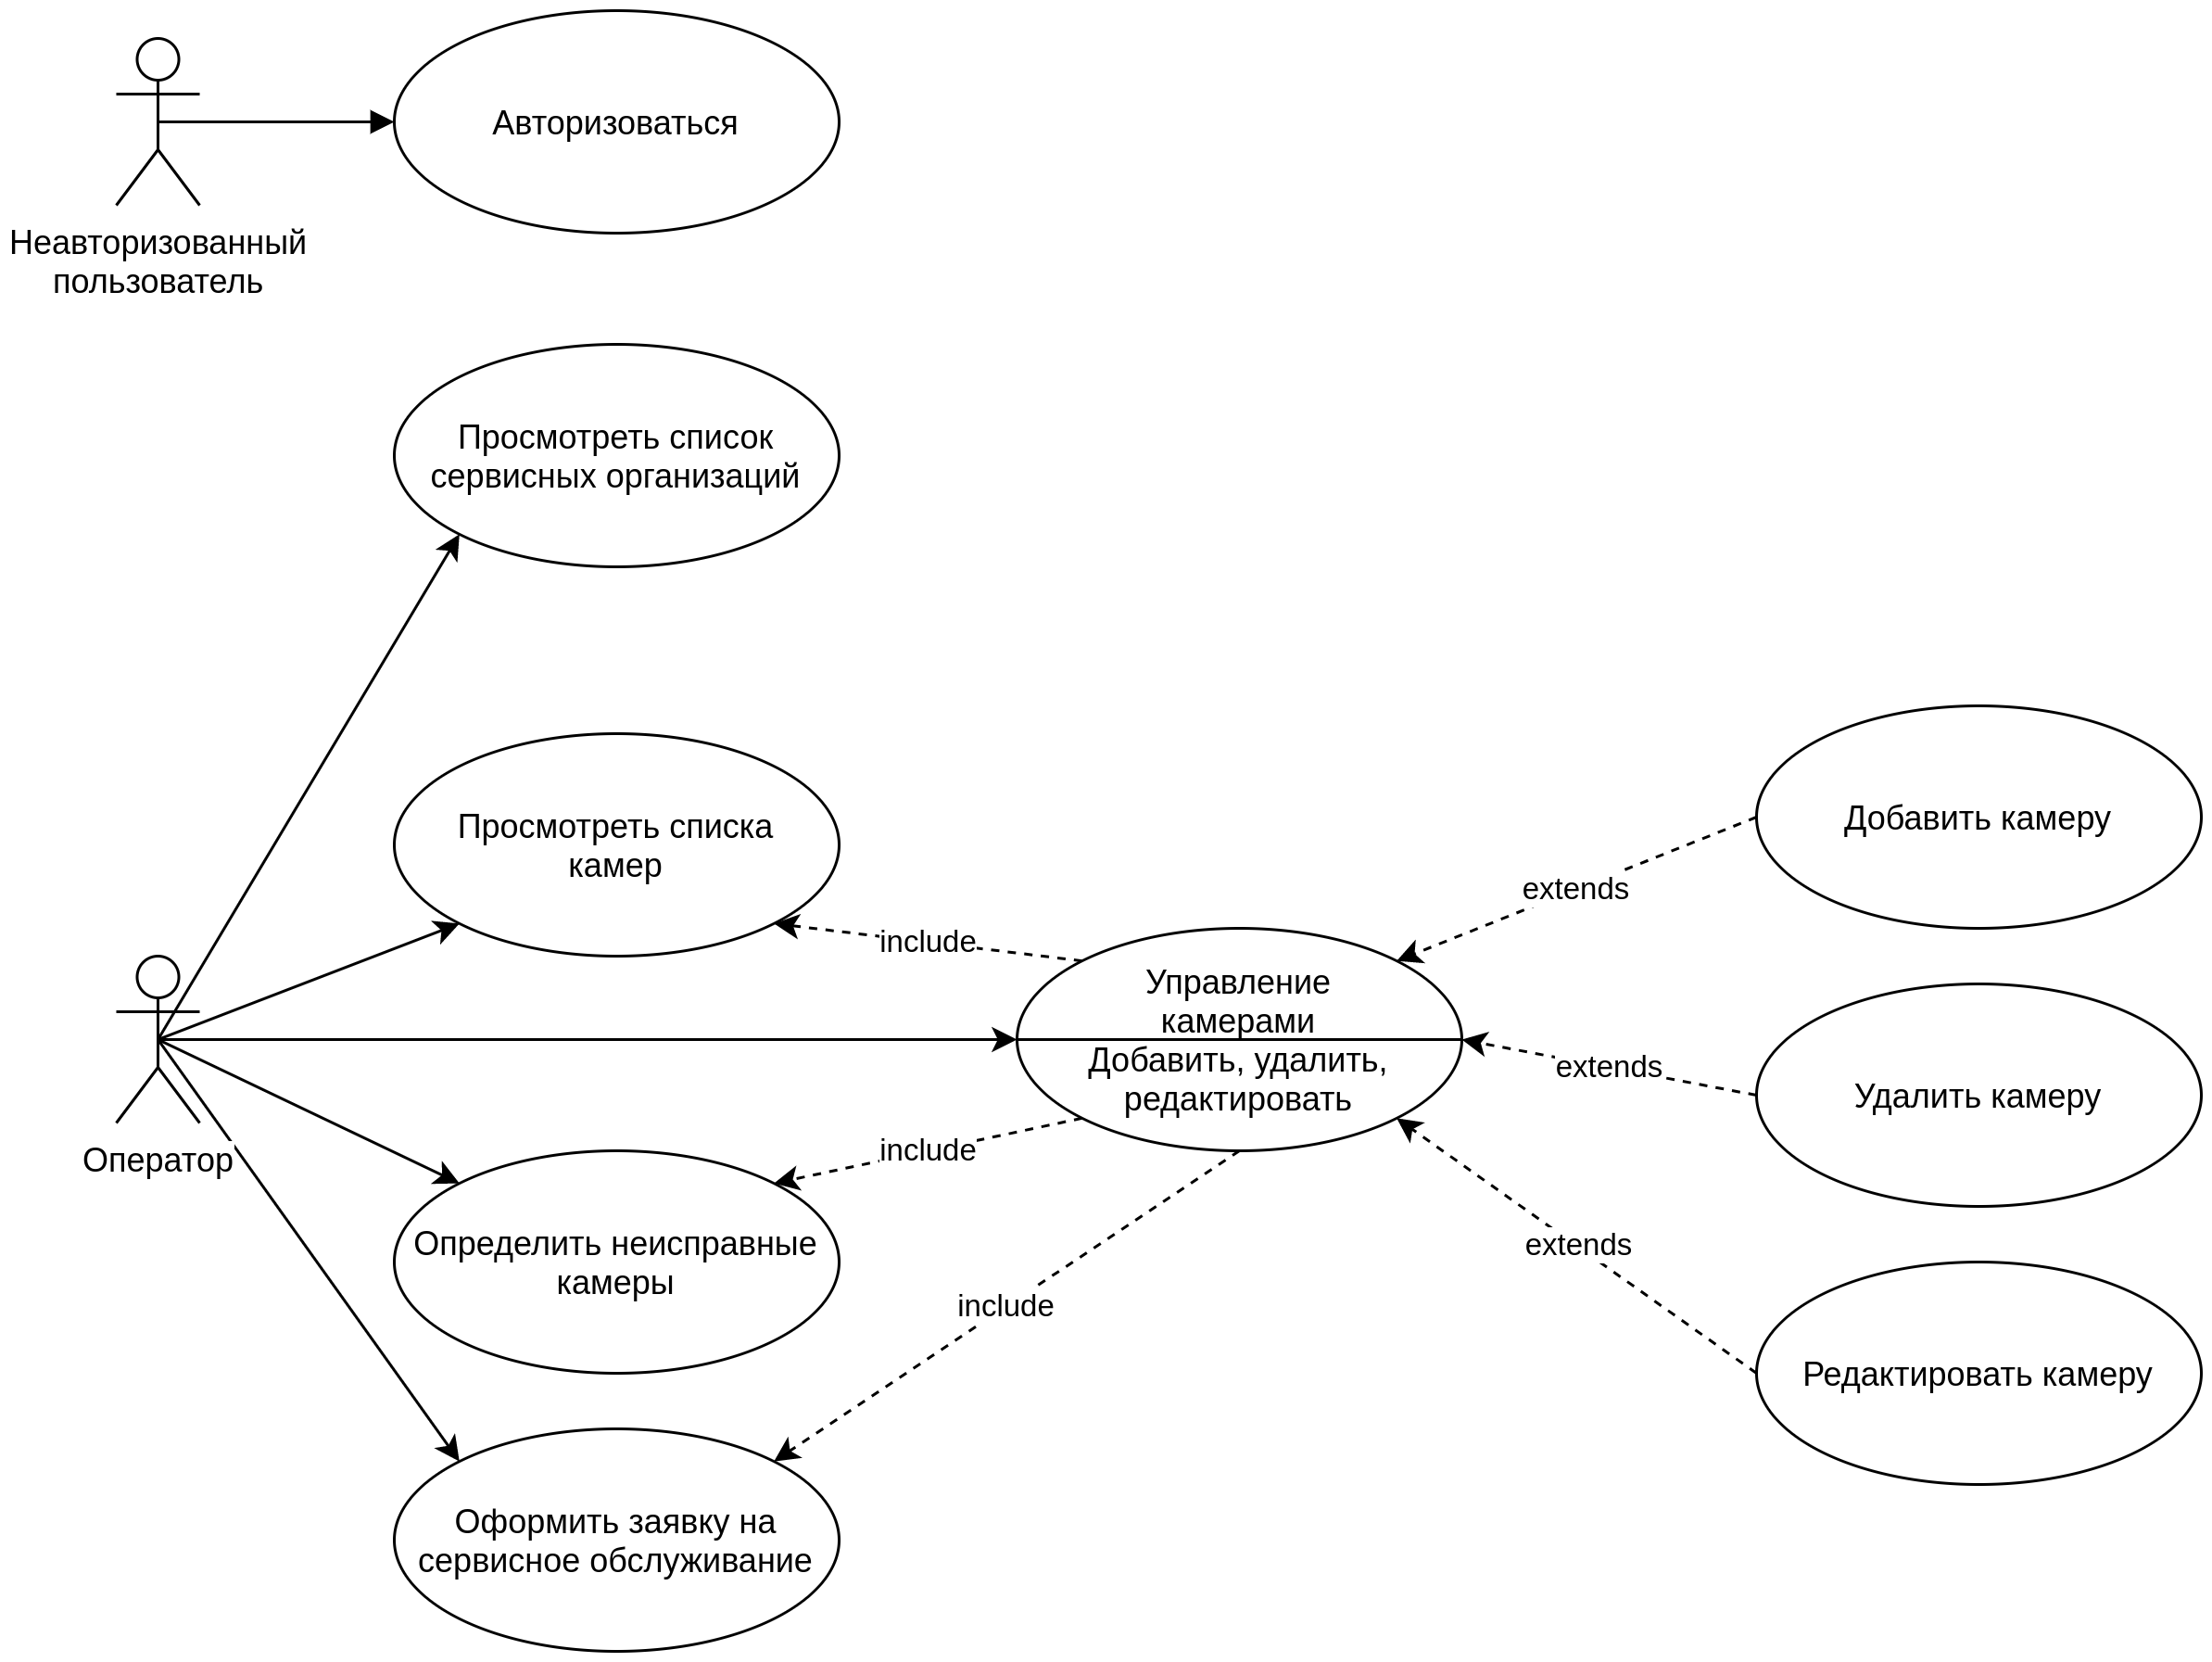 Авторизоваться
Неавторизованный
пользователь
Просмотреть список
сервисных организаций
Просмотреть списка
камер
Добавить камеру
extends
include
Управление
камерами
Добавить, удалить,
редактировать
extends
Удалить камеру
Оператор
include
Определить неисправные
камеры
extends
include
Редактировать камеру
Оформить заявку на
сервисное обслуживание